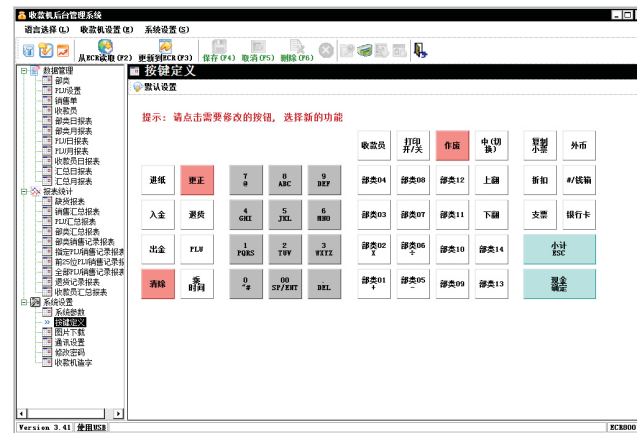 收款机后台管理系统
语言选择(L) 收款机设置(E) 系统设置(S)
从ECR读取(F2) 更新到ECR(F3) 保存(F4) 取消(F5) 删除(F6)
数据管理
部类
PLU设置
销售单
收款员
部类日报表
部类月报表
PLU日报表
PLU月报表
收款员日报表
汇总日报表
汇总月报表
报表统计
缺货报表
销售汇总报表
PLU汇总报表
部类汇总报表
部类销售记录报表
指定PLU销售记录报表
前25位PLU销售记录报
全部PLU销售记录报表
退货记录报表
收款员汇总报表
系统设置
系统参数
按键定义
图片下载
通讯设置
修改密码
收款机造字
按键定义
默认设置
提示: 请点击需要修改的按钮, 选择新的功能
收款员 打印开/关 作废 中(切换) 复制小票 外币
进纸 更正 7 @ 8 ABC 9 DEF 部类04 部类08 部类12 上翻 折扣 #/钱箱
入金 退货 4 GHI 5 JKL 6 MNO 部类03 部类07 部类11 下翻 支票 银行卡
出金 PLU 1 PQRS 2 TUV 3 WXYZ 部类02 X 部类06 ÷ 部类10 部类14 小计 ESC
清除 乘 时间 0 ~# 00 SP/ENT DEL 部类01 + 部类05 - 部类09 部类13 现金 确定
Version 3.41 使用USB ECR800